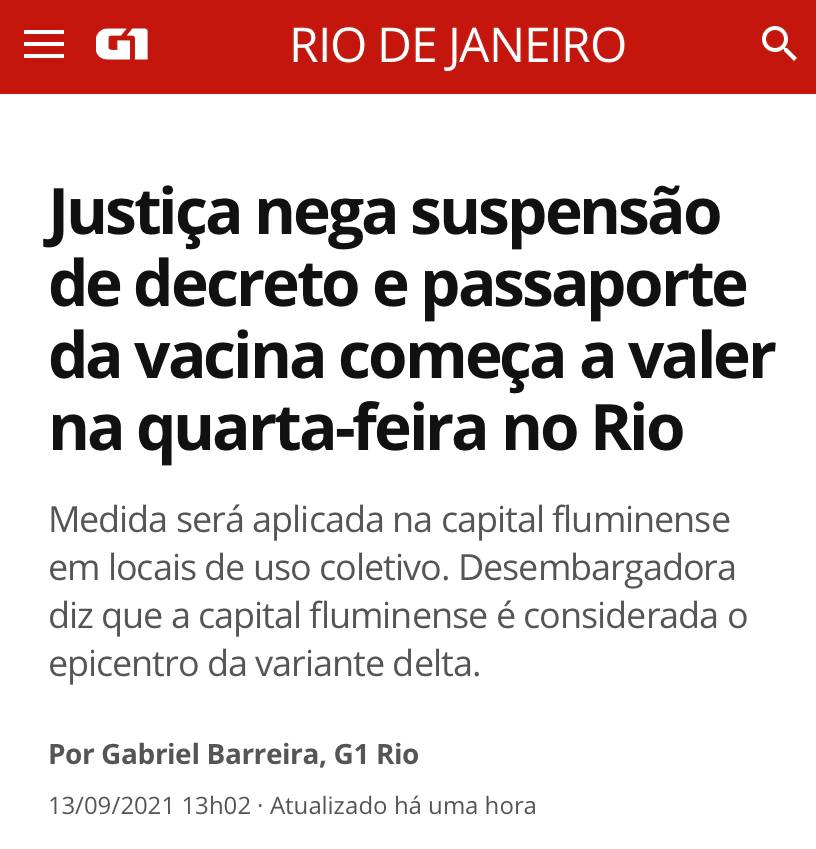 G1
RIO DE JANEIRO
Justiça nega suspensão
de decreto e passaporte
da vacina começa a valer
na quarta-feira no Rio
Medida será aplicada na capital fluminense
em locais de uso coletivo. Desembargadora
diz que a capital fluminense é considerada o
epicentro da variante delta.
Por Gabriel Barreira, G1 Rio
13/09/2021 13h02 · Atualizado há uma hora